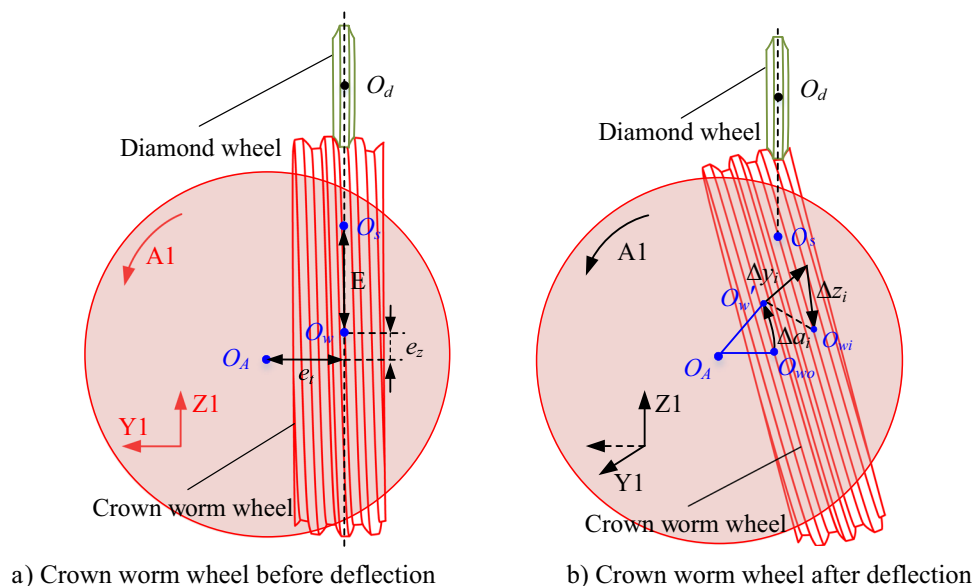 O_d
Diamond wheel
O_s
A1
E
O_w
e_z
O_A
e_t
Z1
Y1
Crown worm wheel
a) Crown worm wheel before deflection
O_d
Diamond wheel
O_s
A1
Δy_i
O_w'
Δz_i
Δa_i
O_wi
O_A
O_wo
Z1
Y1
Crown worm wheel
b) Crown worm wheel after deflection